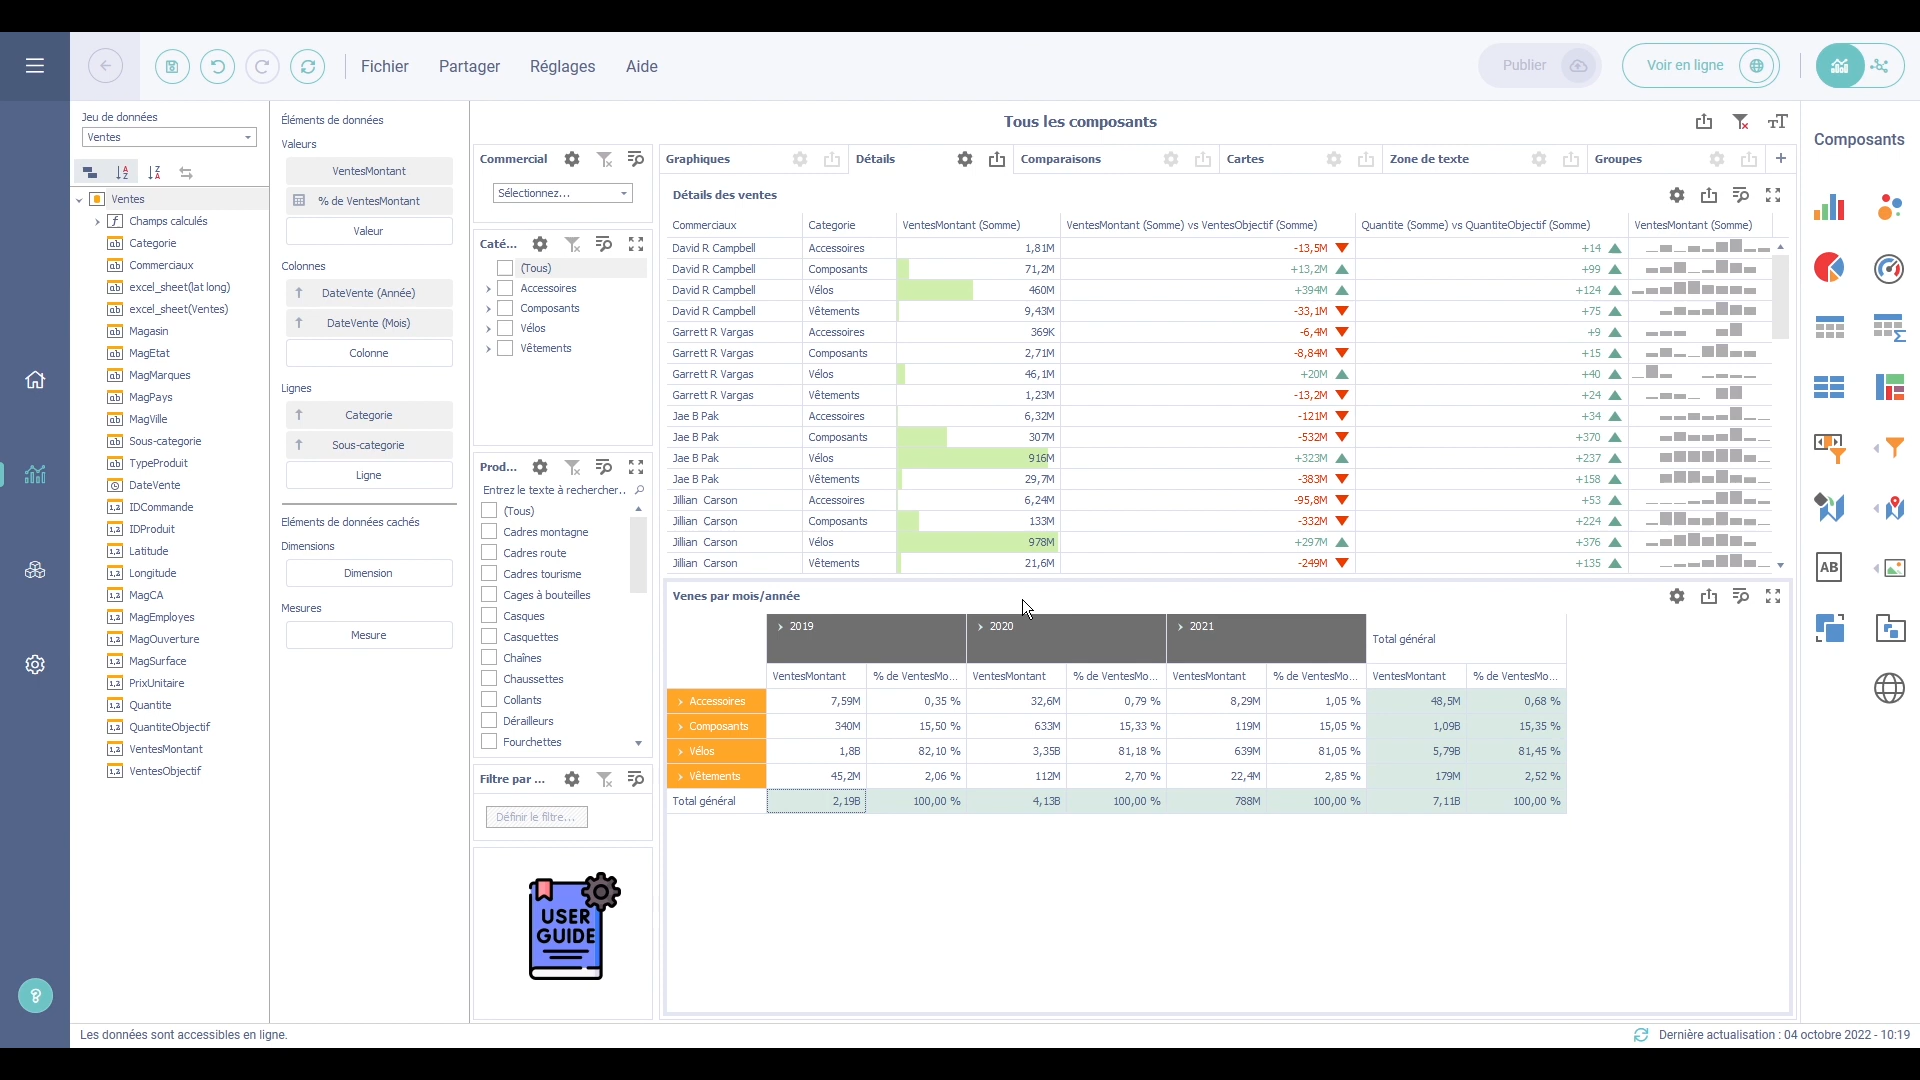 Fichier Partager Réglages Aide
Publier
Voir en ligne
Jeu de données
Ventes
Ventes
Champs calculés
Categorie
Commerciaux
excel_sheet(lat long)
excel_sheet(Ventes)
Magasin
MagEtat
MagMarques
MagPays
MagVille
Sous-categorie
TypeProduit
DateVente
IDCommande
IDProduit
Latitude
Longitude
MagCA
MagEmployes
MagOuverture
MagSurface
PrixUnitaire
Quantite
QuantiteObjectif
VentesMontant
VentesObjectif
Éléments de données
Valeurs
VentesMontant
% de VentesMontant
Valeur
Colonnes
DateVente (Année)
DateVente (Mois)
Colonne
Lignes
Categorie
Sous-categorie
Ligne
Eléments de données cachés
Dimensions
Dimension
Mesures
Mesure
Tous les composants
Commercial
Sélectionnez...
Caté...
(Tous)
Accessoires
Composants
Vélos
Vêtements
Prod...
Entrez le texte à rechercher..
(Tous)
Cadres montagne
Cadres route
Cadres tourisme
Cages à bouteilles
Casques
Casquettes
Chaînes
Chaussettes
Collants
Dérailleurs
Fourchettes
Filtre par ...
Définir le filtre...
USER
GUIDE
Graphiques Détails Comparaisons Cartes Zone de texte Groupes +
Détails des ventes
Commerciaux Categorie VentesMontant (Somme) VentesMontant (Somme) vs VentesObjectif (Somme) Quantite (Somme) vs QuantiteObjectif (Somme) VentesMontant (Somme)
David R Campbell Accessoires 1,81M -13,5M +14
David R Campbell Composants 71,2M +13,2M +99
David R Campbell Vélos 460M +394M +124
David R Campbell Vêtements 9,43M -33,1M +75
Garrett R Vargas Accessoires 369K -6,4M +9
Garrett R Vargas Composants 2,71M -8,84M +15
Garrett R Vargas Vélos 46,1M +20M +40
Garrett R Vargas Vêtements 1,23M -13,2M +24
Jae B Pak Accessoires 6,32M -121M +34
Jae B Pak Composants 307M -532M +370
Jae B Pak Vélos 916M +323M +237
Jae B Pak Vêtements 29,7M -383M +158
Jillian Carson Accessoires 6,24M -95,8M +53
Jillian Carson Composants 133M -332M +224
Jillian Carson Vélos 978M +297M +376
Jillian Carson Vêtements 21,6M -249M +135
Venes par mois/année
2019 2020 2021 Total général
VentesMontant % de VentesMo... VentesMontant % de VentesMo... VentesMontant % de VentesMo... VentesMontant % de VentesMo...
Accessoires 7,59M 0,35 % 32,6M 0,79 % 8,29M 1,05 % 48,5M 0,68 %
Composants 340M 15,50 % 633M 15,33 % 119M 15,05 % 1,09B 15,35 %
Vélos 1,8B 82,10 % 3,35B 81,18 % 639M 81,05 % 5,79B 81,45 %
Vêtements 45,2M 2,06 % 112M 2,70 % 22,4M 2,85 % 179M 2,52 %
Total général 2,19B 100,00 % 4,13B 100,00 % 788M 100,00 % 7,11B 100,00 %
Composants
AB
Les données sont accessibles en ligne.
Dernière actualisation : 04 octobre 2022 - 10:19